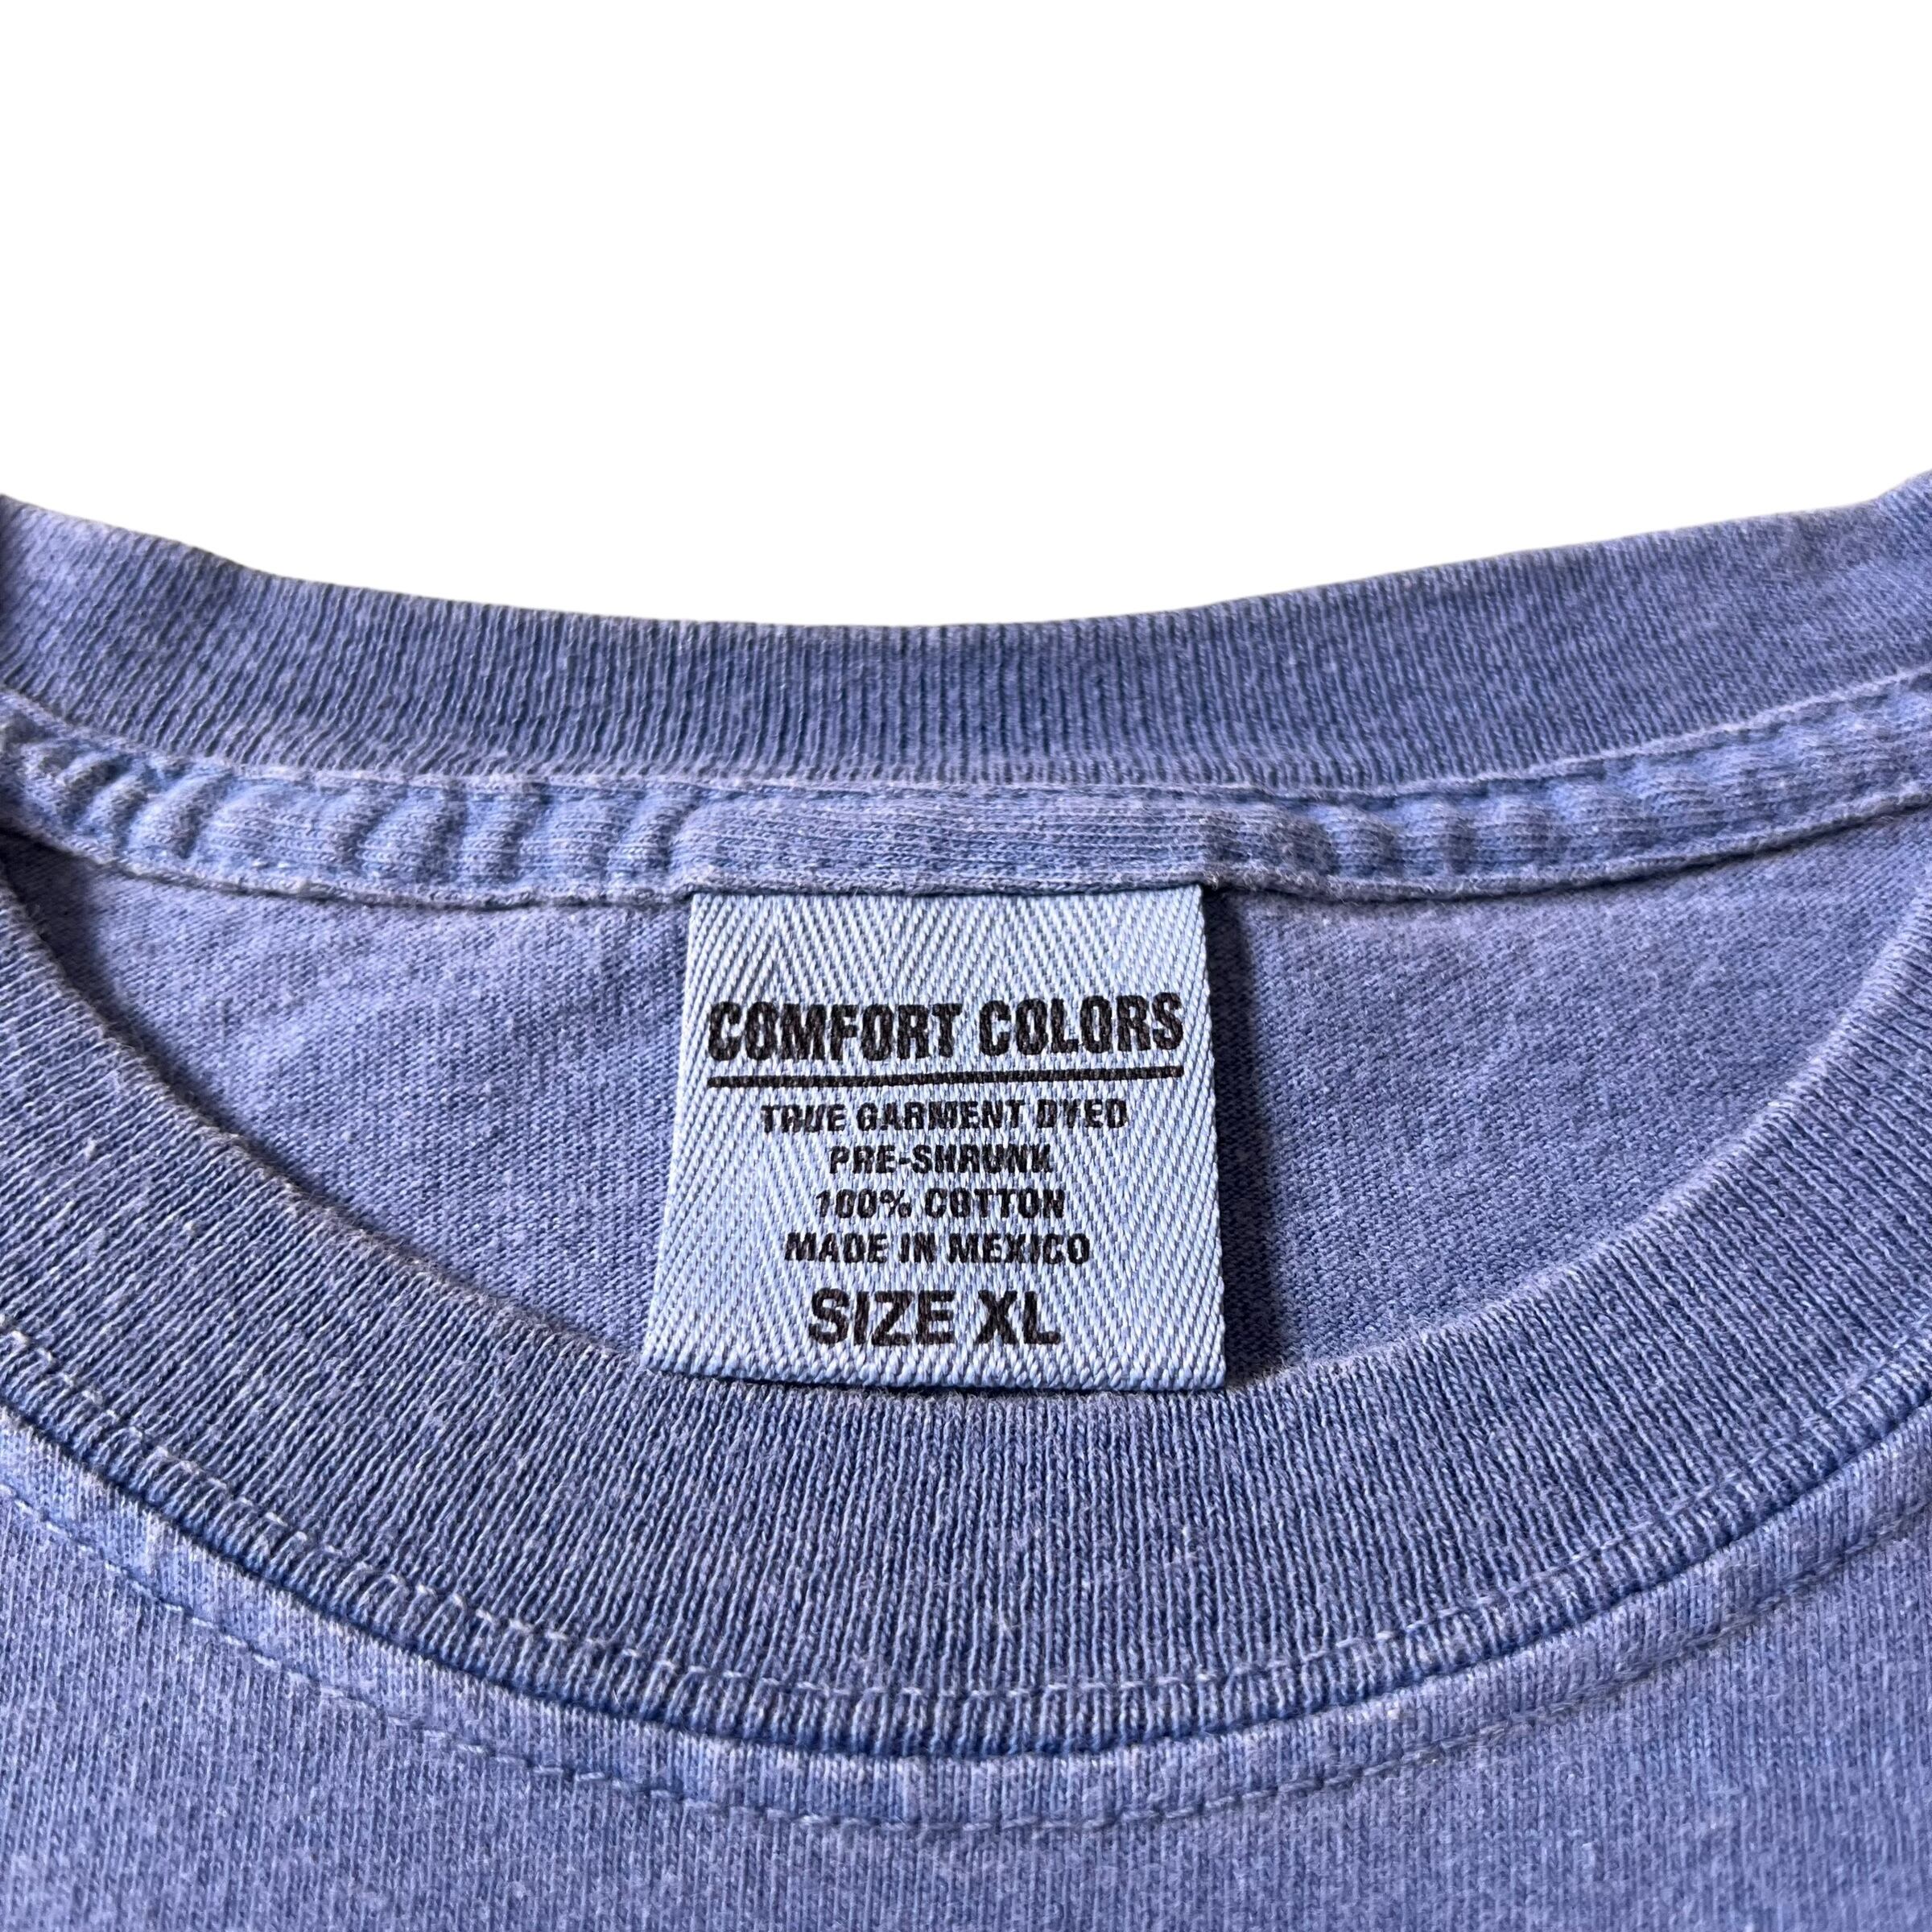 COMFORT COLORS
TRUE GARMENT DYED
PRE-SHRUNK
100% COTTON
MADE IN MEXICO
SIZE XL